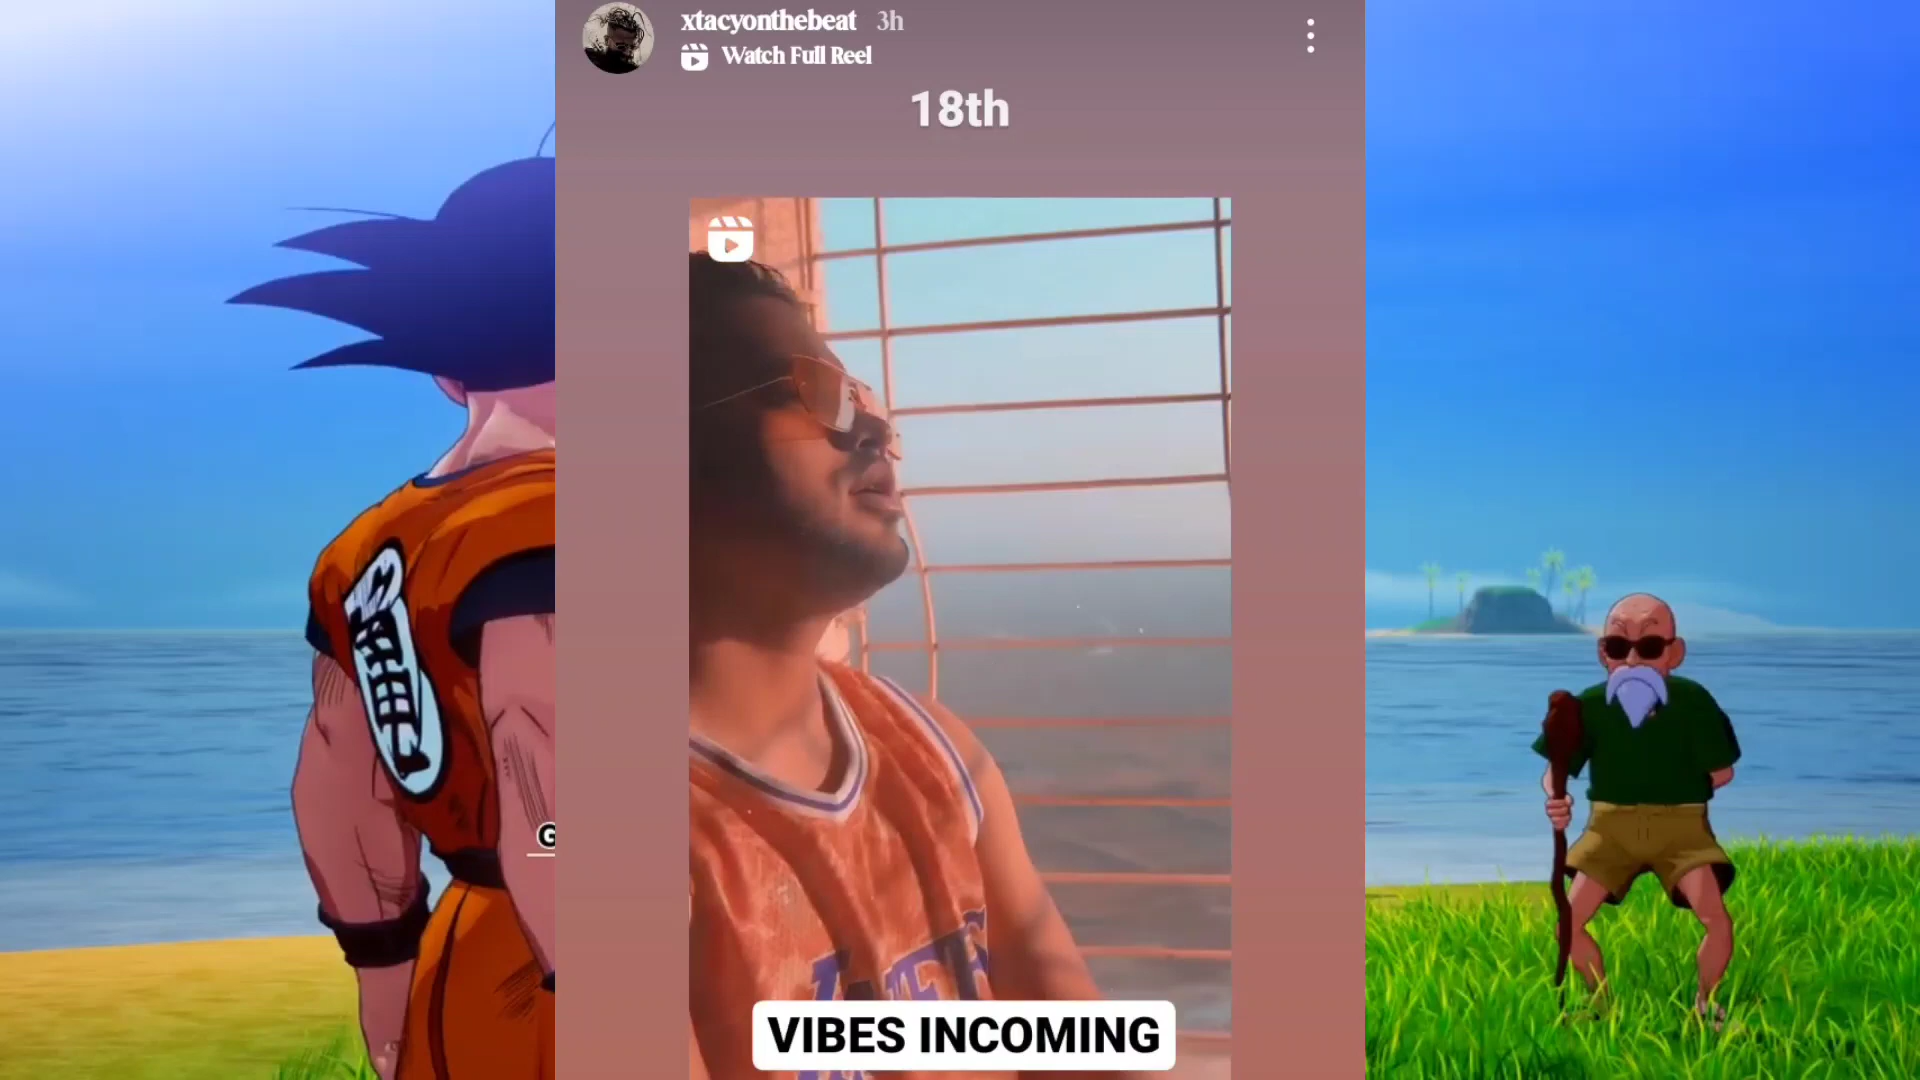 xtacyonthebeat 3h
Watch Full Reel
18th
VIBES INCOMING